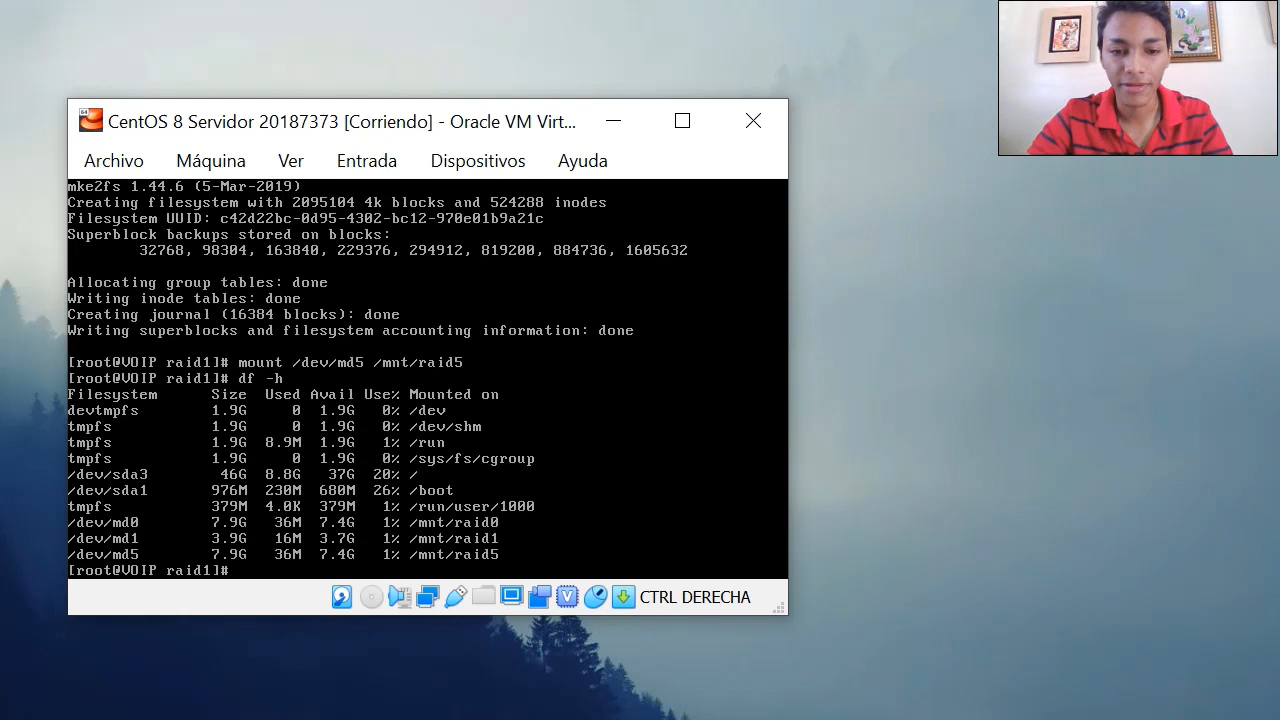 CentOS 8 Servidor 20187373 [Corriendo] - Oracle VM Virt...
Archivo Máquina Ver Entrada Dispositivos Ayuda
mke2fs 1.44.6 (5-Mar-2019)
Creating filesystem with 2095104 4k blocks and 524288 inodes
Filesystem UUID: c42d22bc-0d95-4302-bc12-970e01b9a21c
Superblock backups stored on blocks:
32768, 98304, 163840, 229376, 294912, 819200, 884736, 1605632
Allocating group tables: done
Writing inode tables: done
Creating journal (16384 blocks): done
Writing superblocks and filesystem accounting information: done
[root@VOIP raid1]# mount /dev/md5 /mnt/raid5
[root@VOIP raid1]# df -h
Filesystem Size Used Avail Use% Mounted on
devtmpfs 1.9G 0 1.9G 0% /dev
tmpfs 1.9G 0 1.9G 0% /dev/shm
tmpfs 1.9G 8.9M 1.9G 1% /run
tmpfs 1.9G 0 1.9G 0% /sys/fs/cgroup
/dev/sda3 46G 8.8G 37G 20% /
/dev/sda1 976M 230M 680M 26% /boot
tmpfs 379M 4.0K 379M 1% /run/user/1000
/dev/md0 7.9G 36M 7.4G 1% /mnt/raid0
/dev/md1 3.9G 16M 3.7G 1% /mnt/raid1
/dev/md5 7.9G 36M 7.4G 1% /mnt/raid5
[root@VOIP raid1]#
CTRL DERECHA